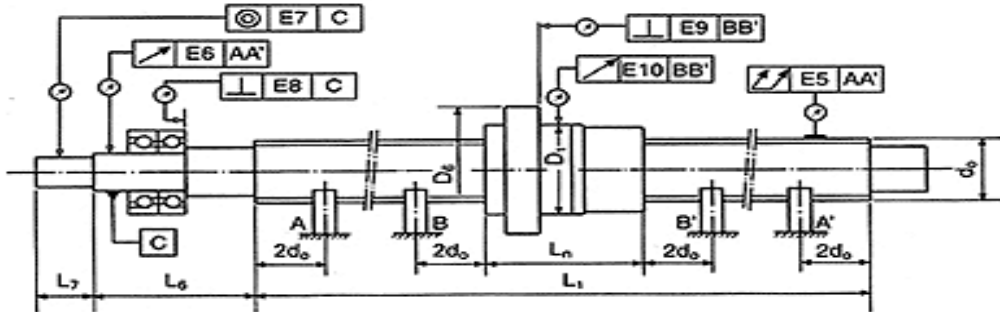 ◎ E7 C
↗ E6 AA'
⊥ E8 C
⊥ E9 BB'
↗ E10 BB'
⌰ E5 AA'
D₆
D₁
d₀
A
B
B'
A'
C
2d₀
2d₀
Lₙ
2d₀
2d₀
L₇
L₆
L₁